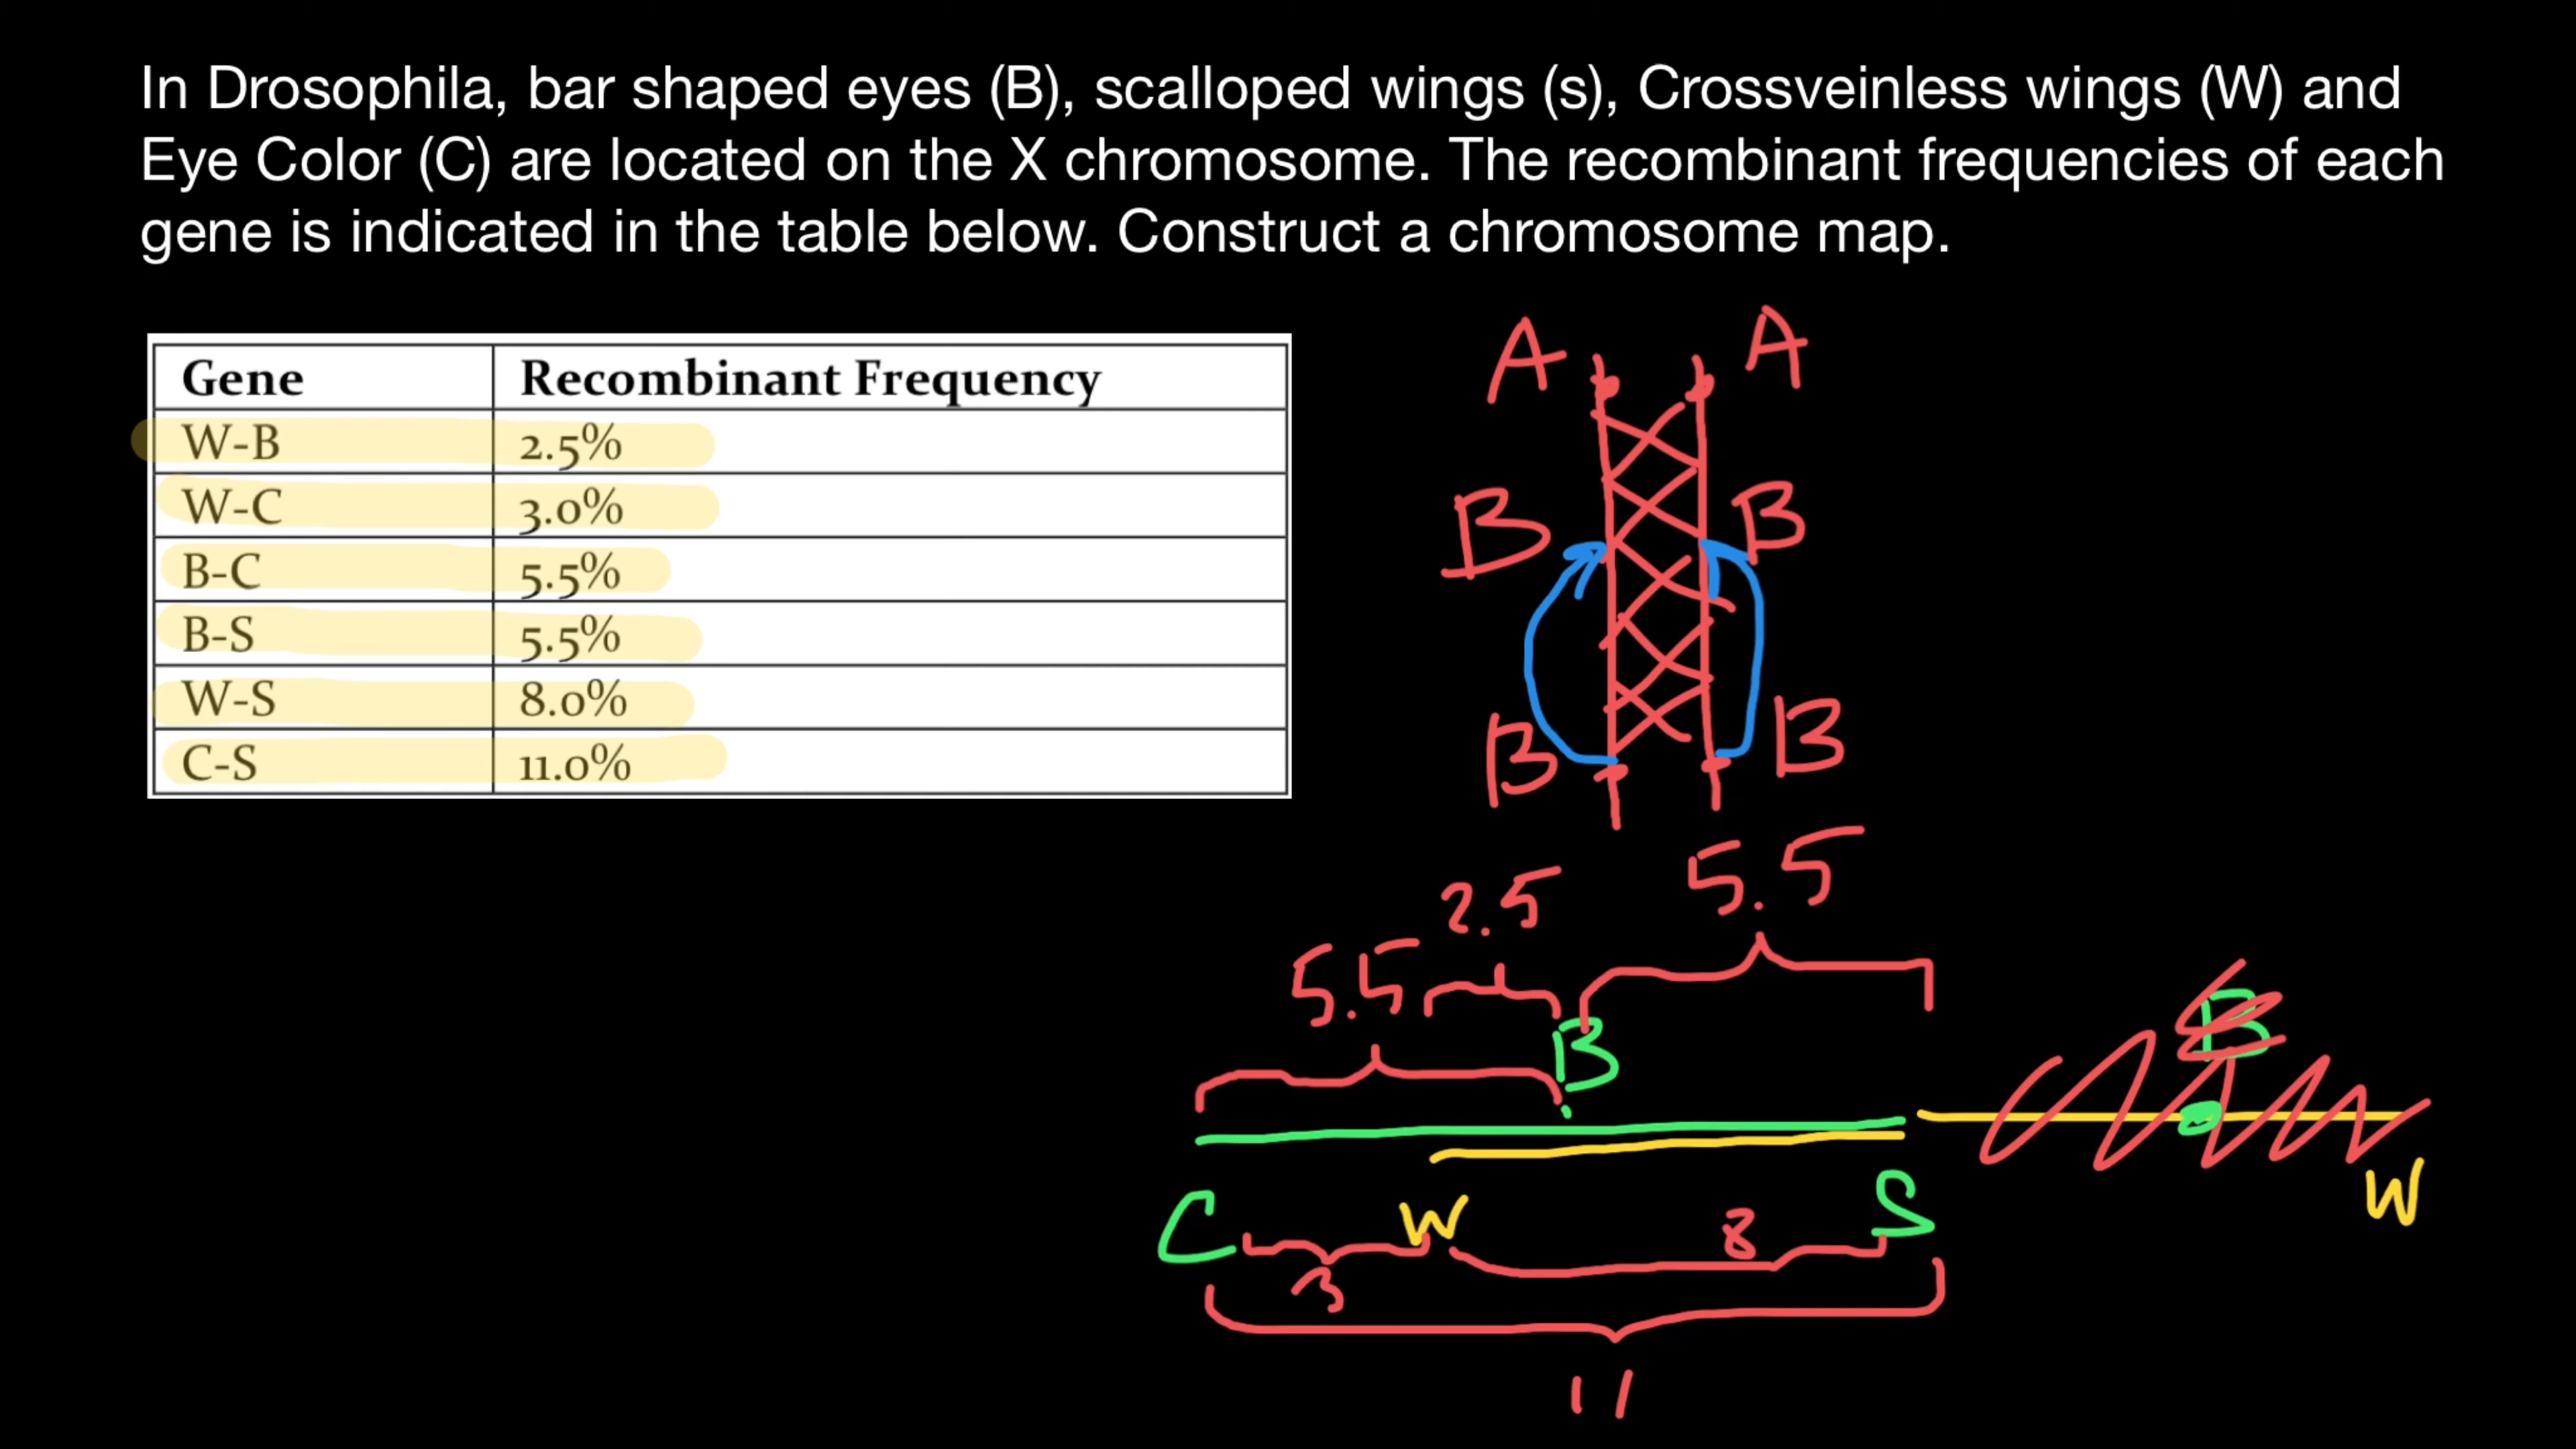 In Drosophila, bar shaped eyes (B), scalloped wings (s), Crossveinless wings (W) and
Eye Color (C) are located on the X chromosome. The recombinant frequencies of each
gene is indicated in the table below. Construct a chromosome map.
Gene Recombinant Frequency
W-B 2.5%
W-C 3.0%
B-C 5.5%
B-S 5.5%
W-S 8.0%
C-S 11.0%
A A
B B
B B
5.5
2.5
5.5
B B
C W S W
3 8
11